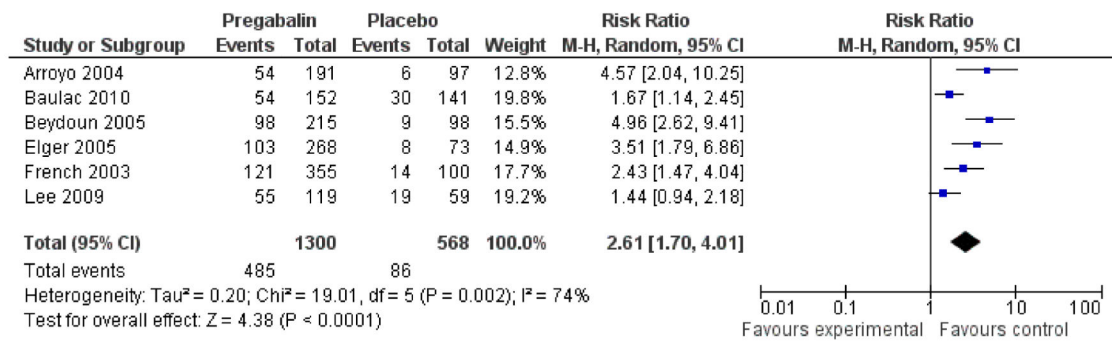 Pregabalin Placebo Risk Ratio Risk Ratio
Study or Subgroup Events Total Events Total Weight M-H, Random, 95% CI M-H, Random, 95% CI
Arroyo 2004 54 191 6 97 12.8% 4.57 [2.04, 10.25]
Baulac 2010 54 152 30 141 19.8% 1.67 [1.14, 2.45]
Beydoun 2005 98 215 9 98 15.5% 4.96 [2.62, 9.41]
Elger 2005 103 268 8 73 14.9% 3.51 [1.79, 6.86]
French 2003 121 355 14 100 17.7% 2.43 [1.47, 4.04]
Lee 2009 55 119 19 59 19.2% 1.44 [0.94, 2.18]
Total (95% CI) 1300 568 100.0% 2.61 [1.70, 4.01]
Total events 485 86
Heterogeneity: Tau² = 0.20; Chi² = 19.01, df = 5 (P = 0.002); I² = 74%
Test for overall effect: Z = 4.38 (P < 0.0001)
0.01 0.1 1 10 100
Favours experimental Favours control